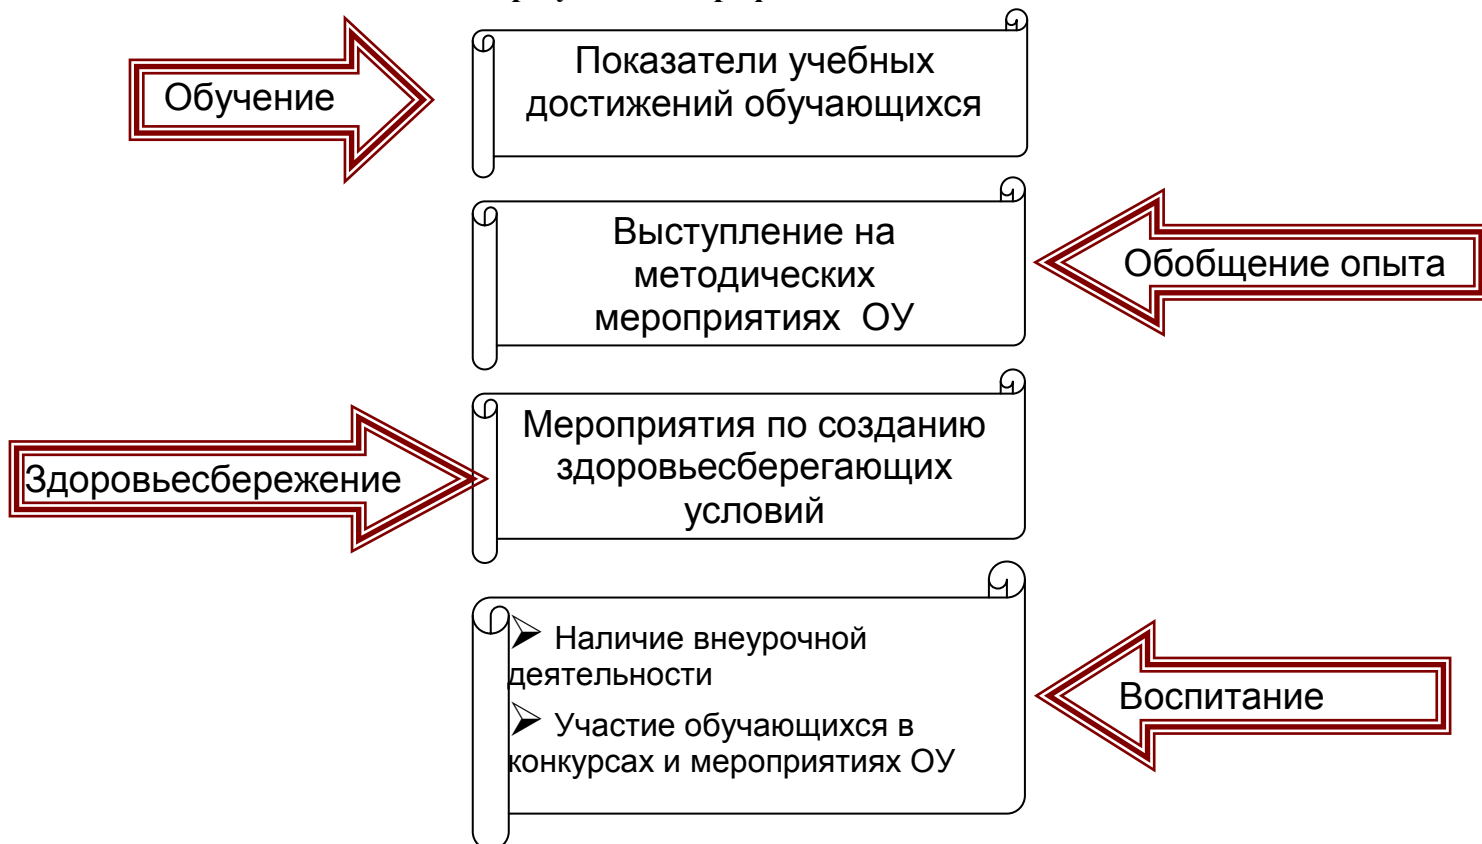 Обучение
Показатели учебных
достижений обучающихся
Выступление на
методических
мероприятиях ОУ
Обобщение опыта
Здоровьесбережение
Мероприятия по созданию
здоровьесберегающих
условий
➢ Наличие внеурочной
деятельности
➢ Участие обучающихся в
конкурсах и мероприятиях ОУ
Воспитание